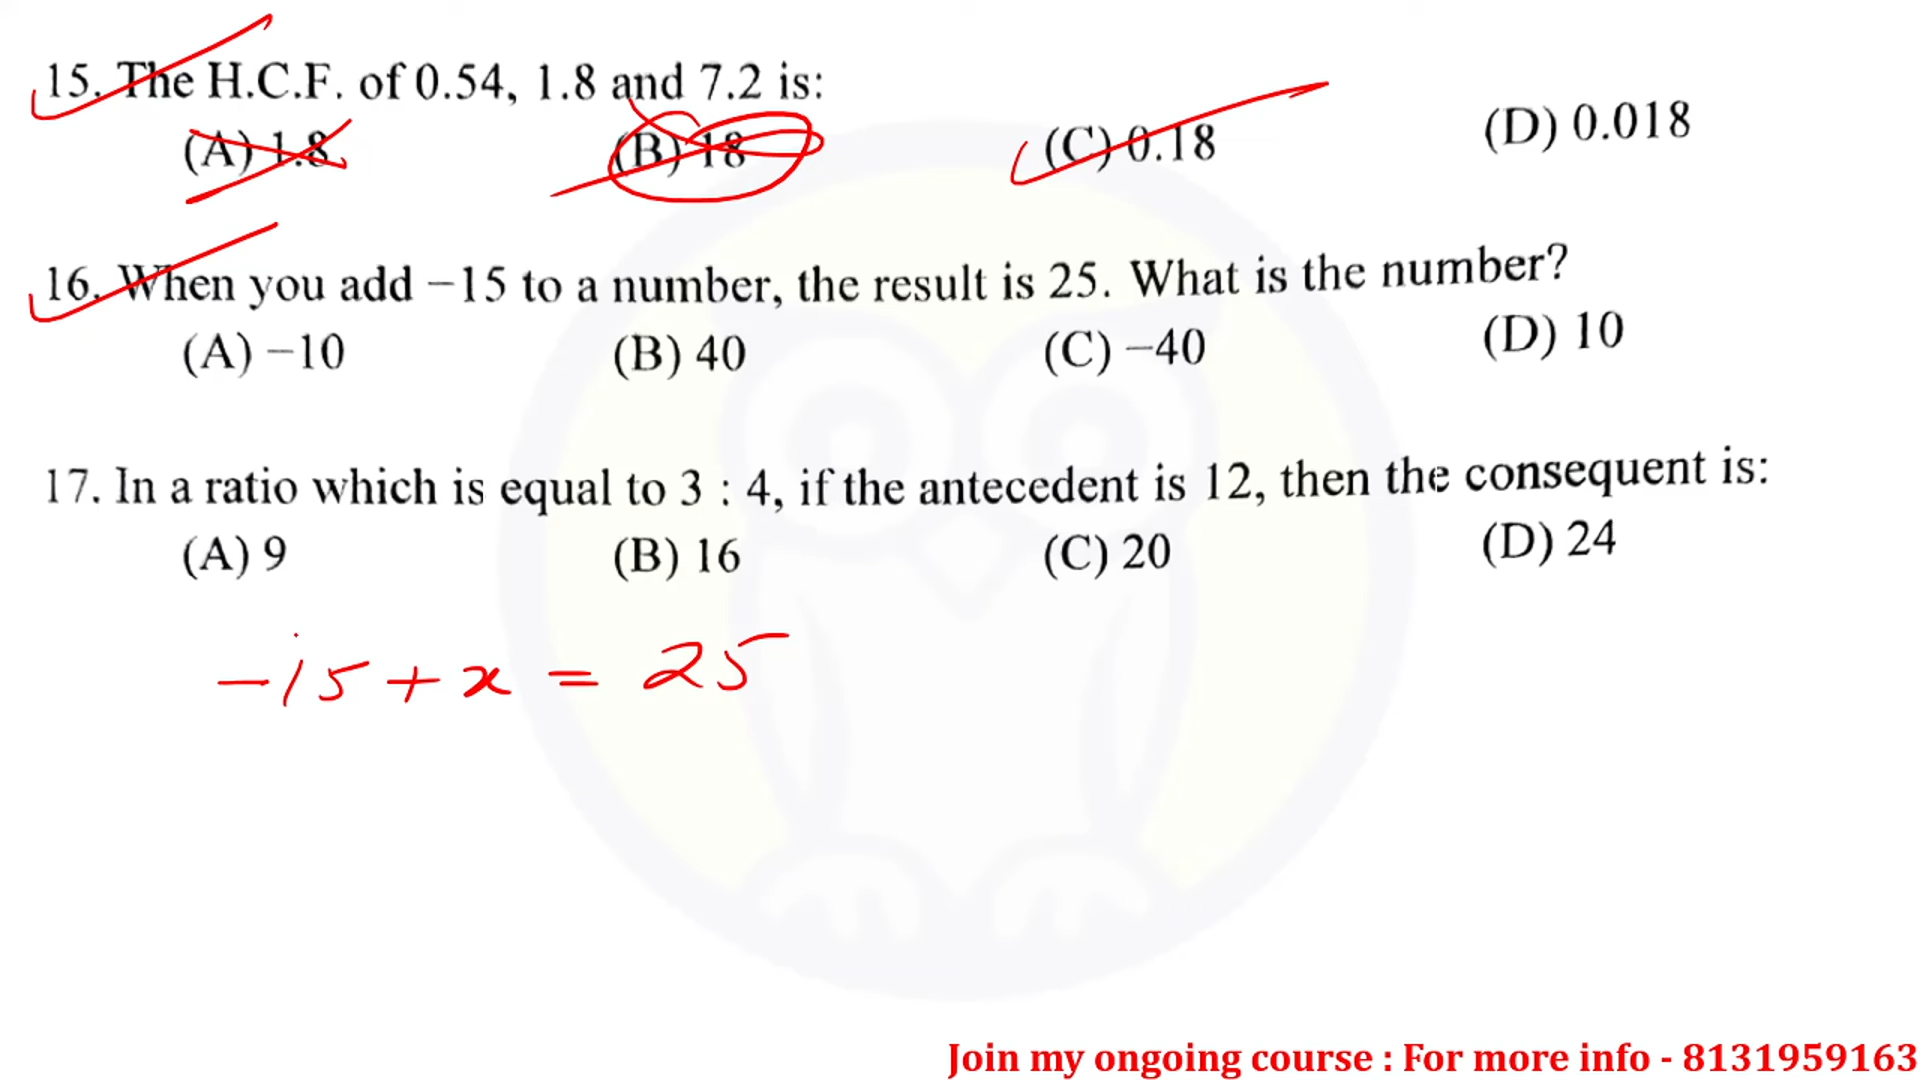 15. The H.C.F. of 0.54, 1.8 and 7.2 is:
(A) 1.8 (B) 18 (C) 0.18 (D) 0.018
16. When you add −15 to a number, the result is 25. What is the number?
(A) −10 (B) 40 (C) −40 (D) 10
17. In a ratio which is equal to 3 : 4, if the antecedent is 12, then the consequent is:
(A) 9 (B) 16 (C) 20 (D) 24
-15 + x = 25
Join my ongoing course : For more info - 8131959163